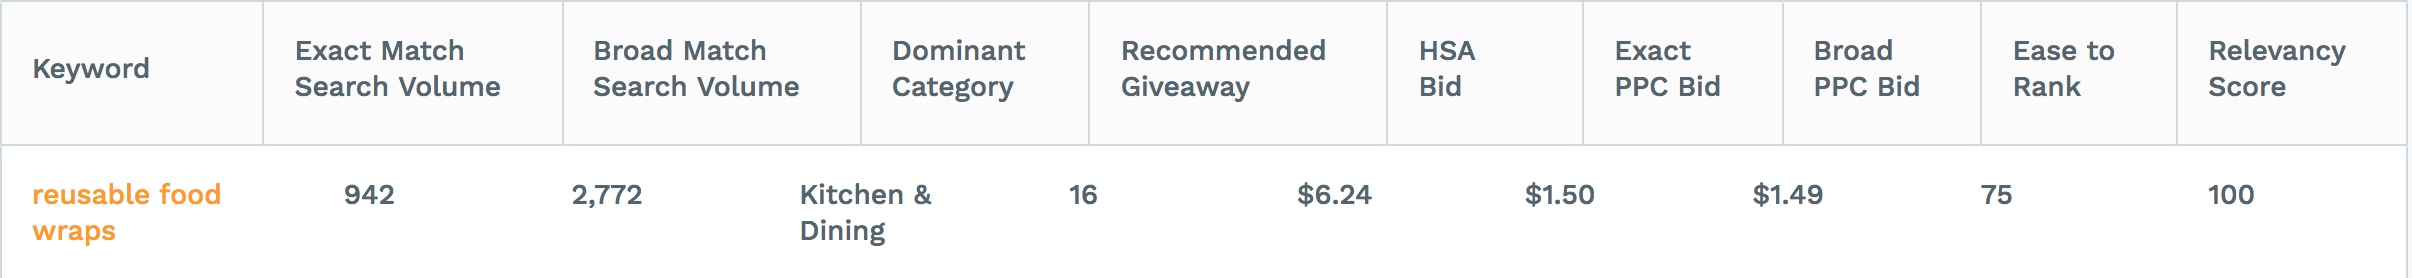 Keyword
Exact Match
Search Volume
Broad Match
Search Volume
Dominant
Category
Recommended
Giveaway
HSA
Bid
Exact
PPC Bid
Broad
PPC Bid
Ease to
Rank
Relevancy
Score
reusable food
wraps
942
2,772
Kitchen &
Dining
16
$6.24
$1.50
$1.49
75
100